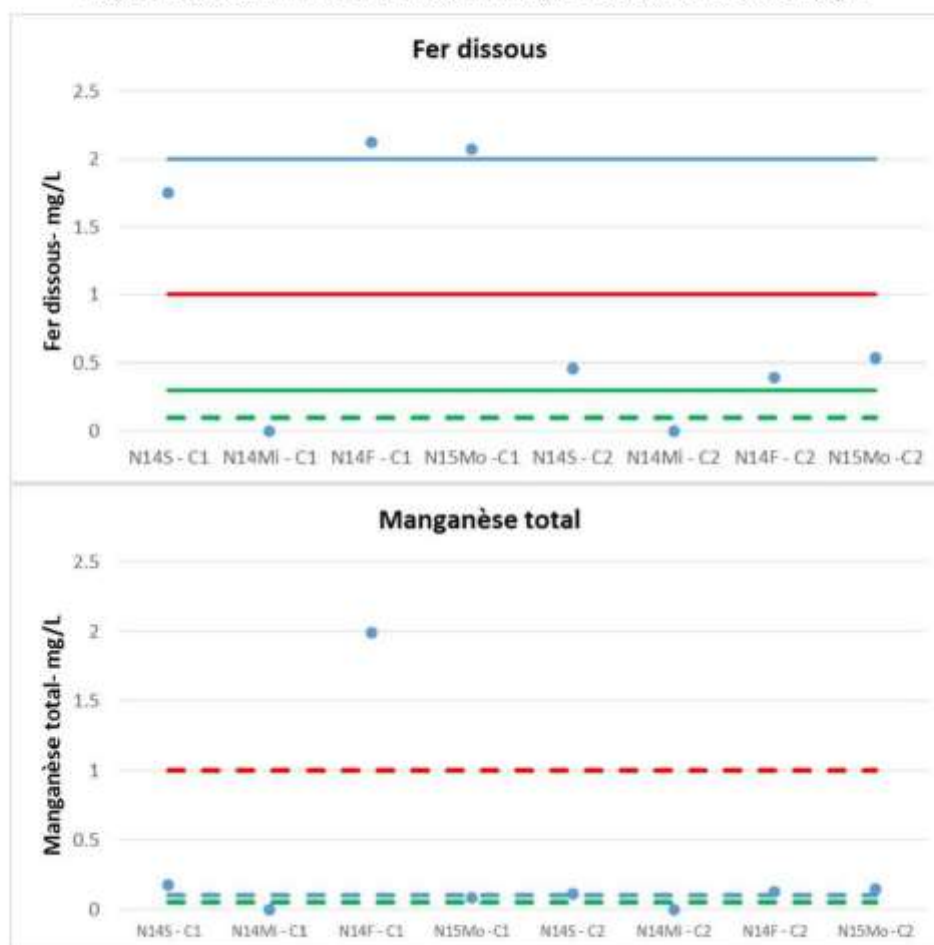 Fer dissous
2.5
2
1.5
1
0.5
0
Fer dissous- mg/L
N14S - C1 N14Mi - C1 N14F - C1 N15Mo -C1 N14S - C2 N14Mi - C2 N14F - C2 N15Mo -C2
Manganèse total
2.5
2
1.5
1
0.5
0
Manganèse total- mg/L
N14S - C1 N14Mi - C1 N14F - C1 N15Mo -C1 N14S - C2 N14Mi - C2 N14F - C2 N15Mo -C2